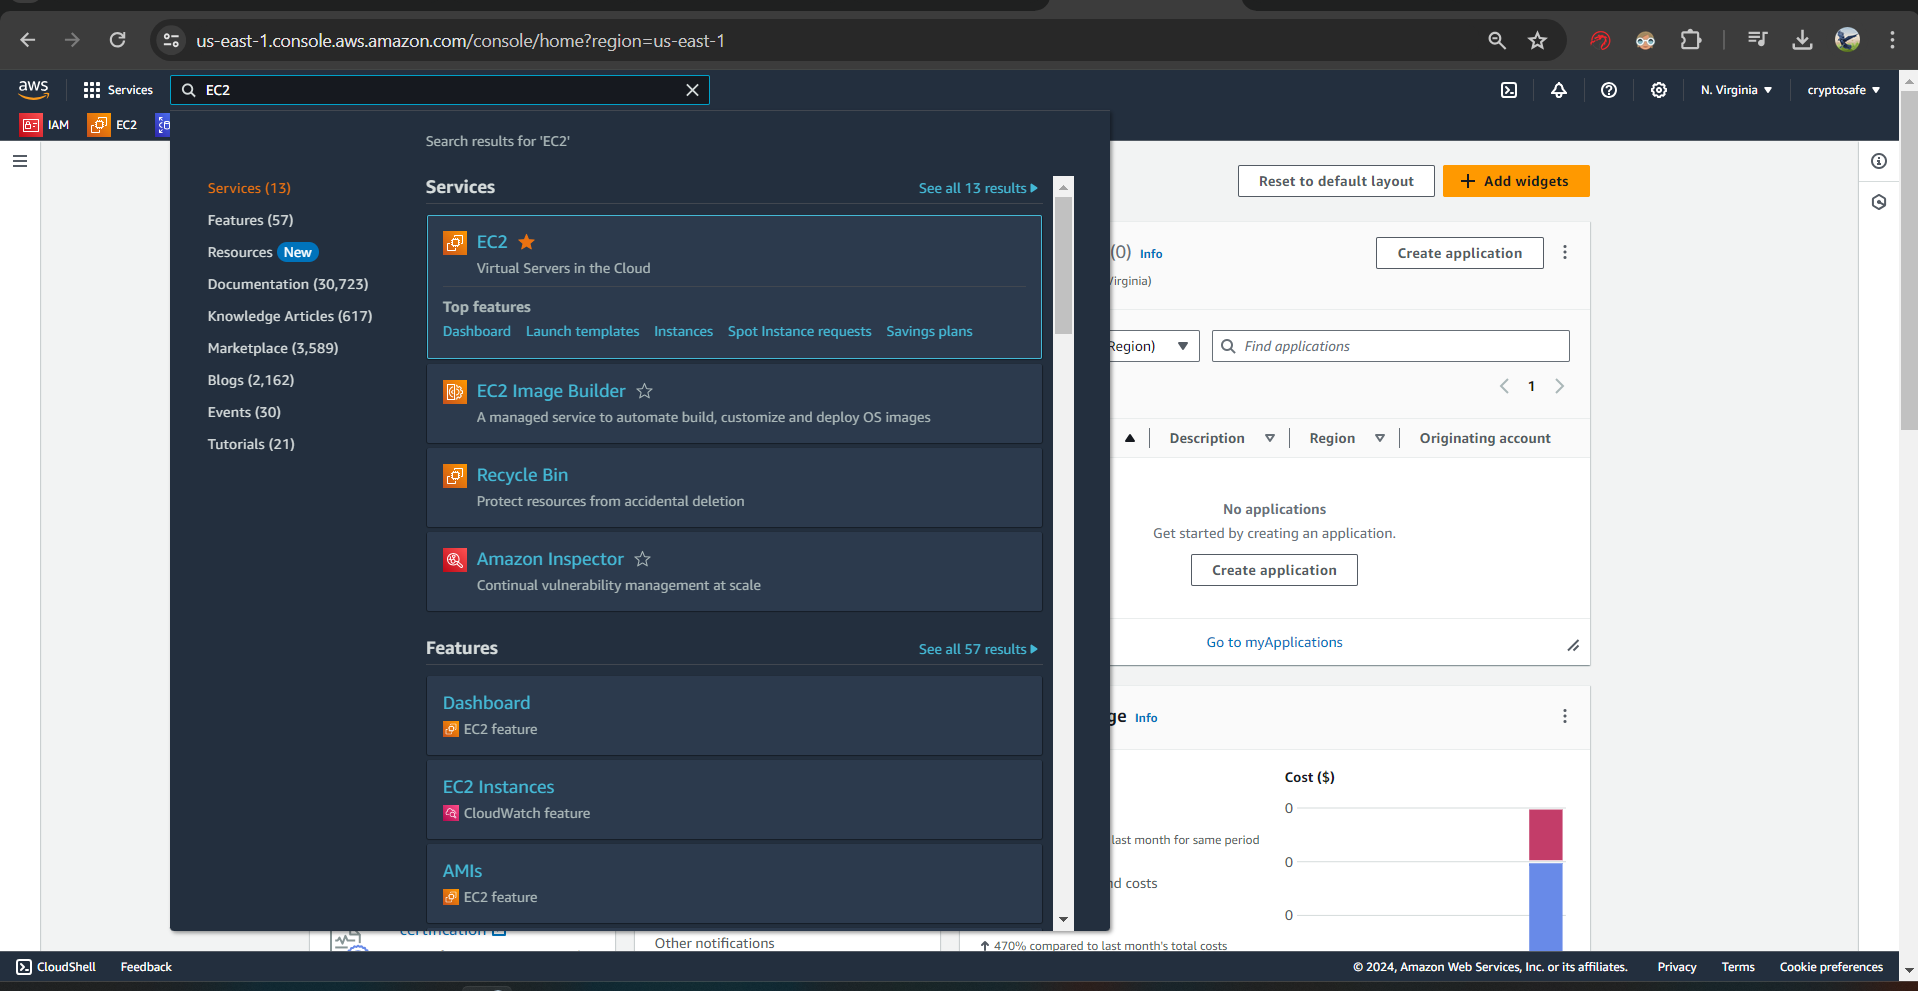 us-east-1.console.aws.amazon.com/console/home?region=us-east-1
aws
Services
EC2
N. Virginia
cryptosafe
IAM
EC2
Search results for 'EC2'
Services (13)
Features (57)
Resources New
Documentation (30,723)
Knowledge Articles (617)
Marketplace (3,589)
Blogs (2,162)
Events (30)
Tutorials (21)
Services
See all 13 results
EC2
Virtual Servers in the Cloud
Top features
Dashboard Launch templates Instances Spot Instance requests Savings plans
EC2 Image Builder
A managed service to automate build, customize and deploy OS images
Recycle Bin
Protect resources from accidental deletion
Amazon Inspector
Continual vulnerability management at scale
Features
See all 57 results
Dashboard
EC2 feature
EC2 Instances
CloudWatch feature
AMIs
EC2 feature
Reset to default layout
+ Add widgets
(0) Info
Create application
Virginia)
Region)
Find applications
1
Description
Region
Originating account
No applications
Get started by creating an application.
Create application
Go to myApplications
ge Info
Cost ($)
0
last month for same period
0
nd costs
0
certification
Other notifications
470% compared to last month's total costs
CloudShell
Feedback
© 2024, Amazon Web Services, Inc. or its affiliates.
Privacy
Terms
Cookie preferences